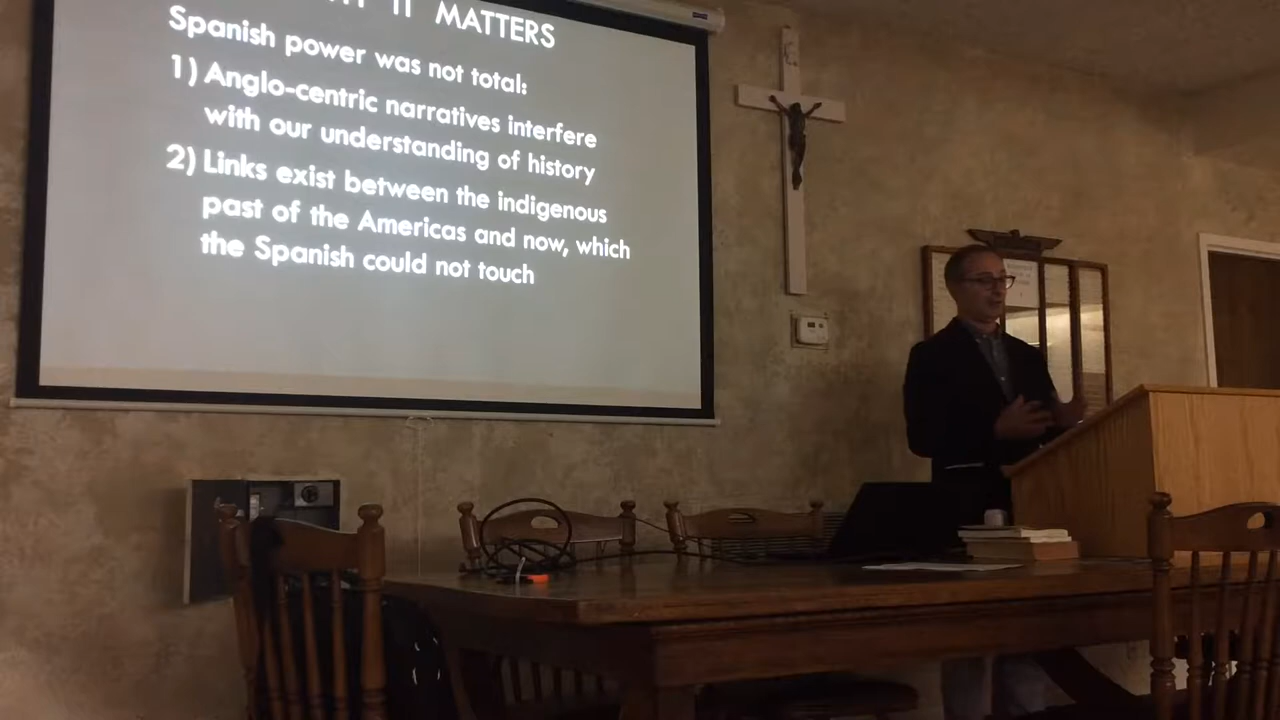 IT MATTERS
Spanish power was not total:
1) Anglo-centric narratives interfere
with our understanding of history
2) Links exist between the indigenous
past of the Americas and now, which
the Spanish could not touch